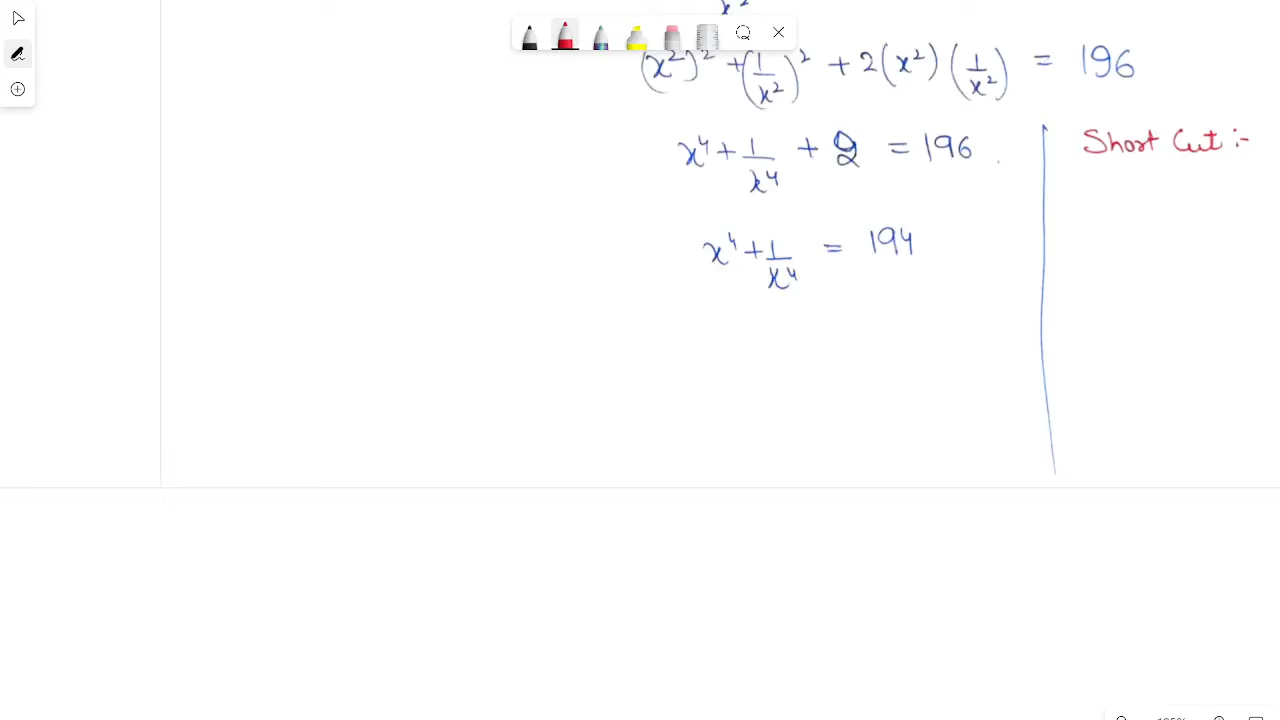 (x²)² + (1/x²)² + 2(x²)(1/x²) = 196
x⁴ + 1/x⁴ + 2 = 196
Short Cut :-
x⁴ + 1/x⁴ = 194